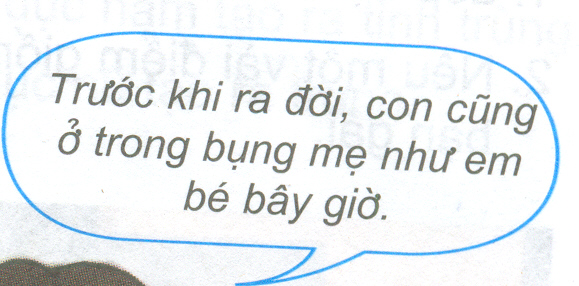 Trước khi ra đời, con cũng
ở trong bụng mẹ như em
bé bây giờ.